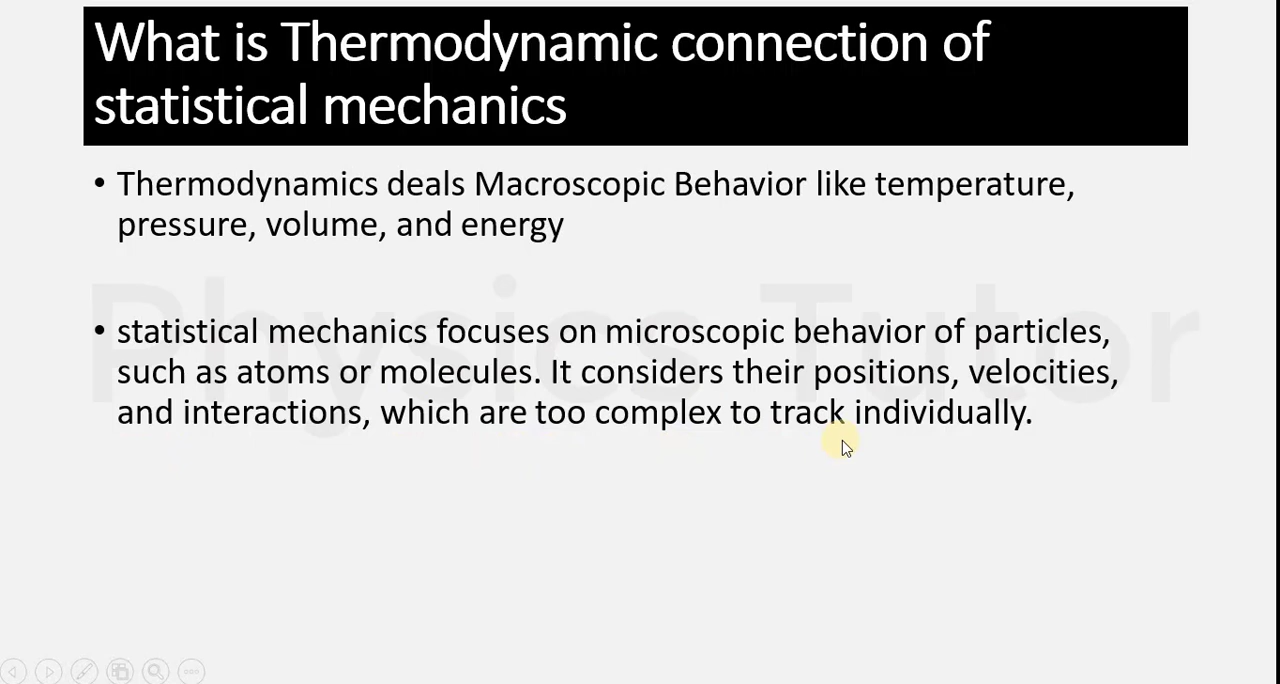 What is Thermodynamic connection of
statistical mechanics
• Thermodynamics deals Macroscopic Behavior like temperature,
pressure, volume, and energy
Physics Tutor
• statistical mechanics focuses on microscopic behavior of particles,
such as atoms or molecules. It considers their positions, velocities,
and interactions, which are too complex to track individually.